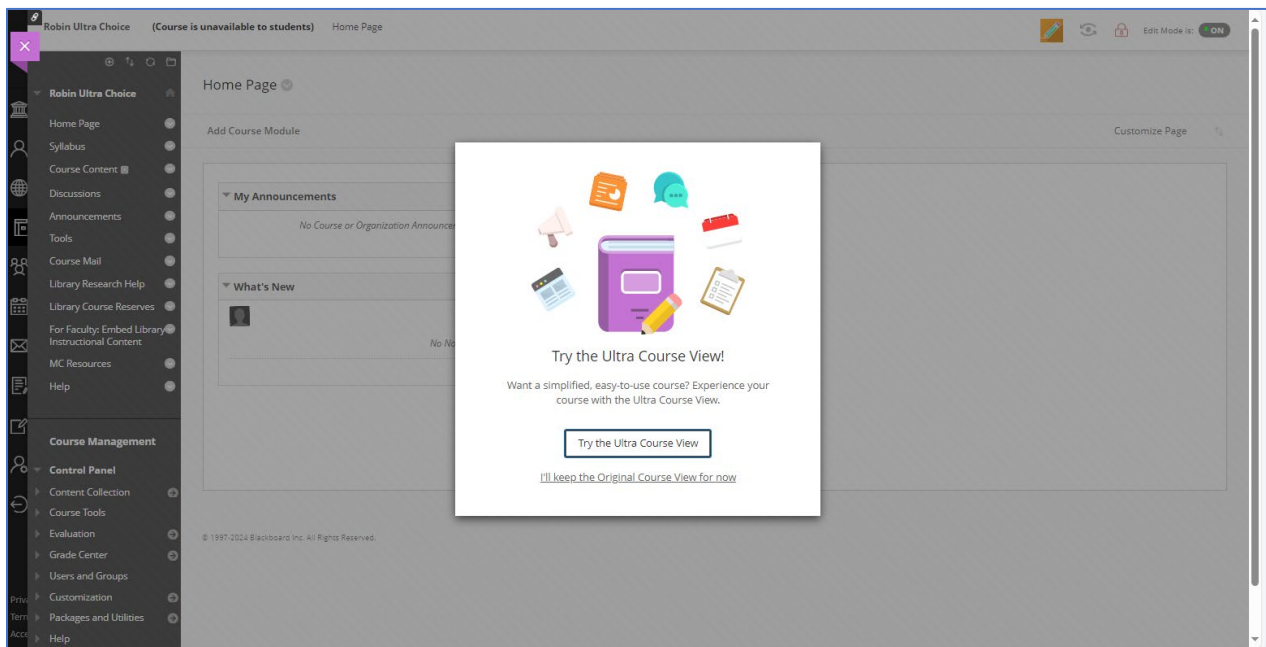 Robin Ultra Choice (Course is unavailable to students) Home Page
Edit Mode is: ON
Robin Ultra Choice
Home Page
Syllabus
Course Content
Discussions
Announcements
Tools
Course Mail
Library Research Help
Library Course Reserves
For Faculty: Embed Library
Instructional Content
MC Resources
Help
Course Management
Control Panel
Content Collection
Course Tools
Evaluation
Grade Center
Users and Groups
Customization
Packages and Utilities
Help
Priv
Term
Acce
Home Page
Add Course Module
Customize Page
My Announcements
No Course or Organization Announcem
What's New
No No
Try the Ultra Course View!
Want a simplified, easy-to-use course? Experience your
course with the Ultra Course View.
Try the Ultra Course View
I'll keep the Original Course View for now
© 1997-2024 Blackboard Inc. All Rights Reserved.